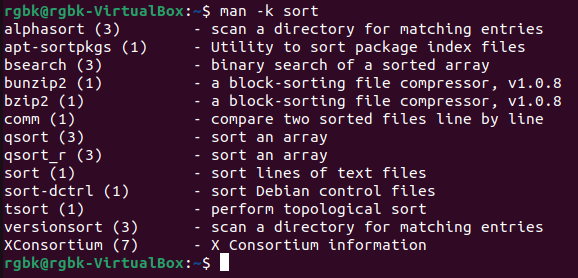 rgbk@rgbk-VirtualBox:~$ man -k sort
alphasort (3)        - scan a directory for matching entries
apt-sortpkgs (1)     - Utility to sort package index files
bsearch (3)          - binary search of a sorted array
bunzip2 (1)          - a block-sorting file compressor, v1.0.8
bzip2 (1)            - a block-sorting file compressor, v1.0.8
comm (1)             - compare two sorted files line by line
qsort (3)            - sort an array
qsort_r (3)          - sort an array
sort (1)             - sort lines of text files
sort-dctrl (1)       - sort Debian control files
tsort (1)            - perform topological sort
versionsort (3)      - scan a directory for matching entries
XConsortium (7)      - X Consortium information
rgbk@rgbk-VirtualBox:~$